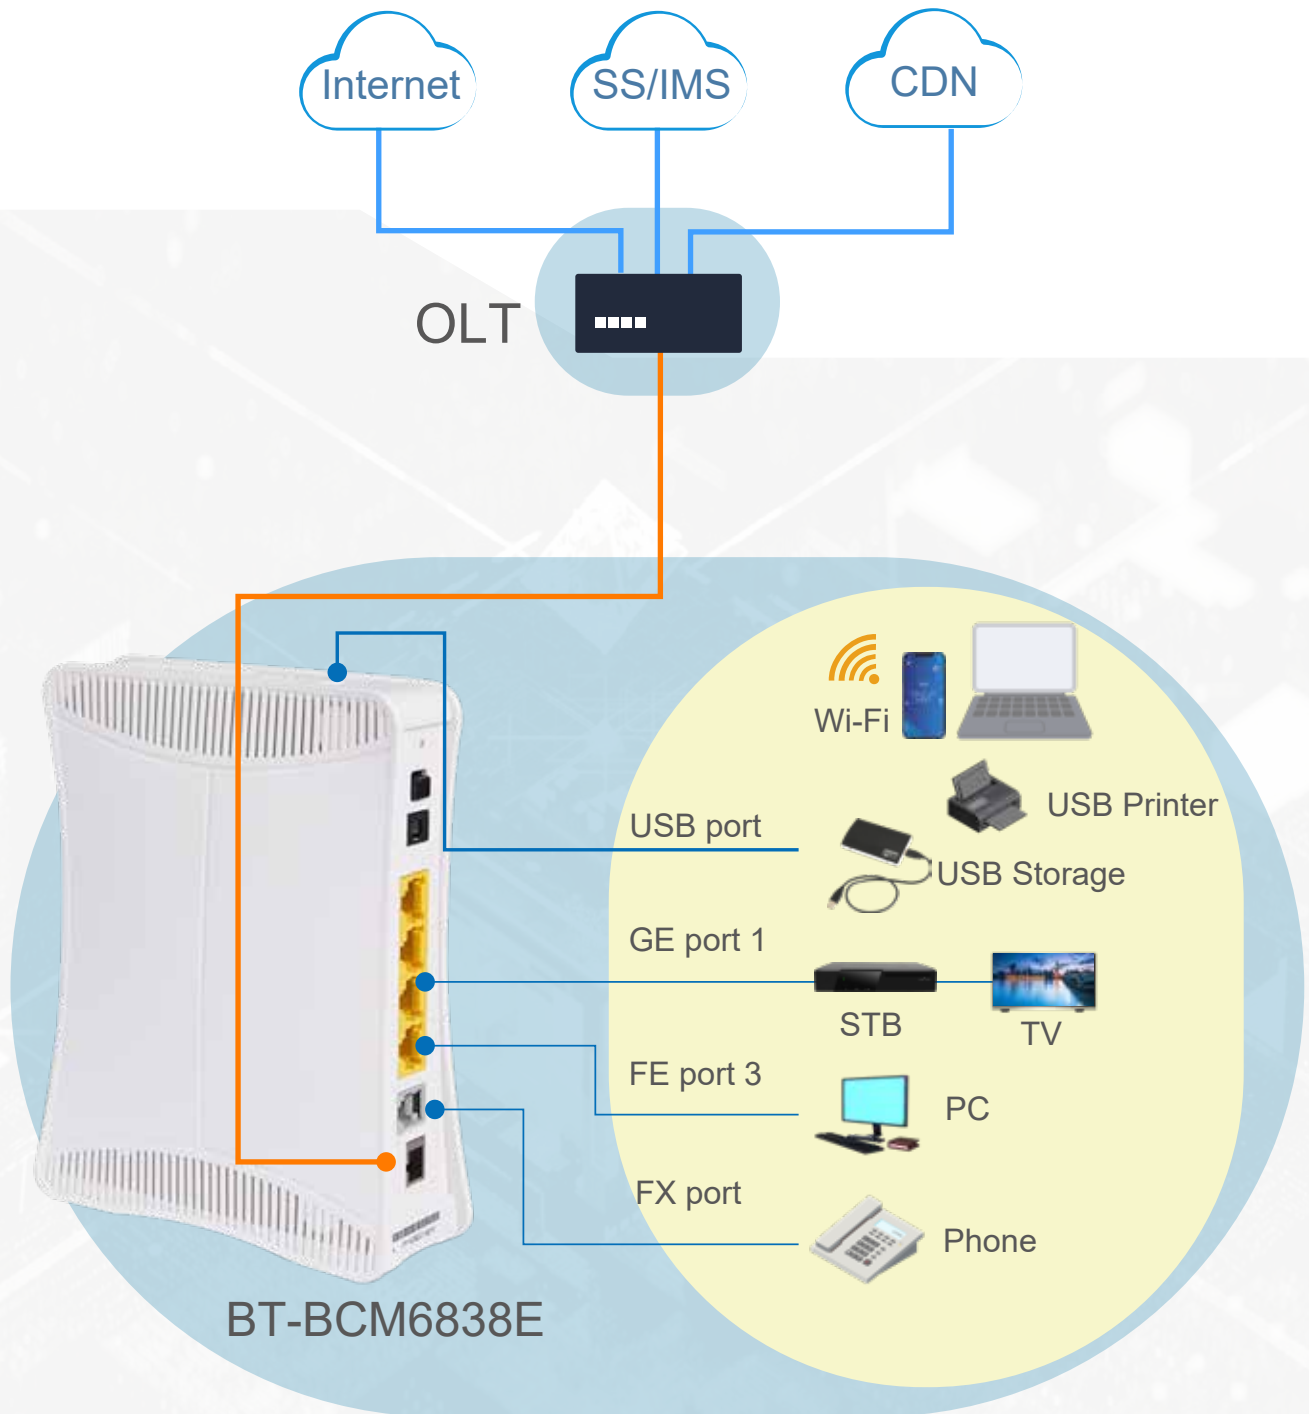 Internet
SS/IMS
CDN
OLT
Wi-Fi
USB Printer
USB port
USB Storage
GE port 1
STB
TV
FE port 3
PC
FX port
Phone
BT-BCM6838E